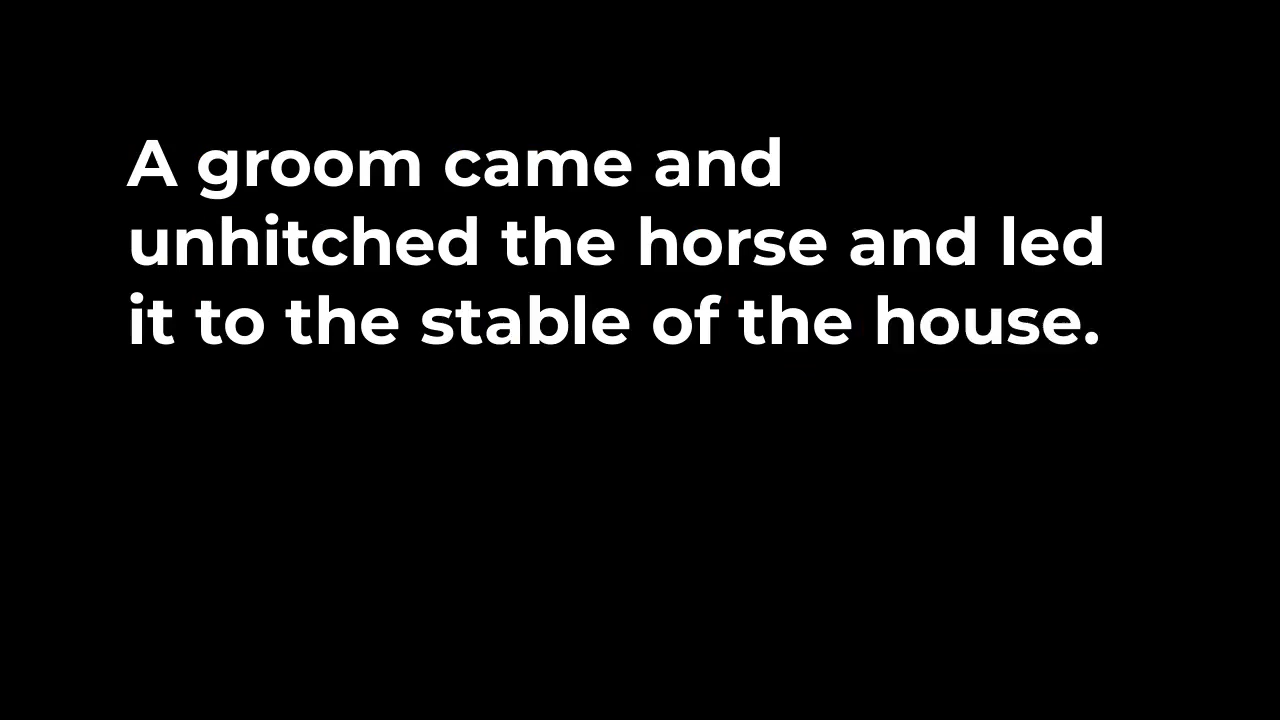 A groom came and
unhitched the horse and led
it to the stable of the house.